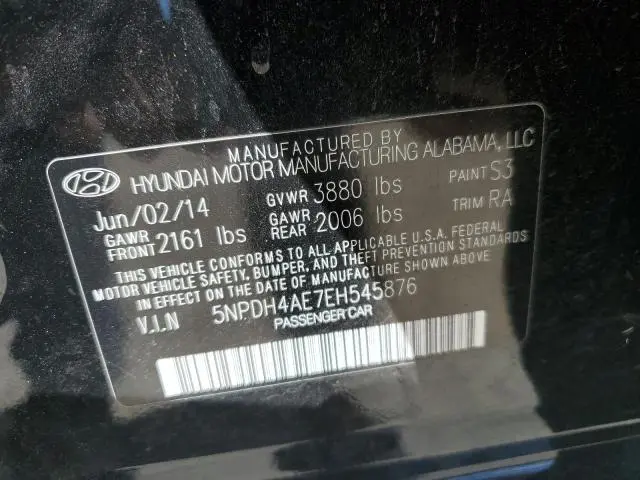 MANUFACTURED BY
HYUNDAI MOTOR MANUFACTURING ALABAMA, LLC
Jun/02/14 GVWR 3880 lbs PAINT S3
GAWR FRONT 2161 lbs GAWR REAR 2006 lbs TRIM RA
THIS VEHICLE CONFORMS TO ALL APPLICABLE U.S.A. FEDERAL
MOTOR VEHICLE SAFETY, BUMPER, AND THEFT PREVENTION STANDARDS
IN EFFECT ON THE DATE OF MANUFACTURE SHOWN ABOVE
V.I.N 5NPDH4AE7EH545876
PASSENGER CAR